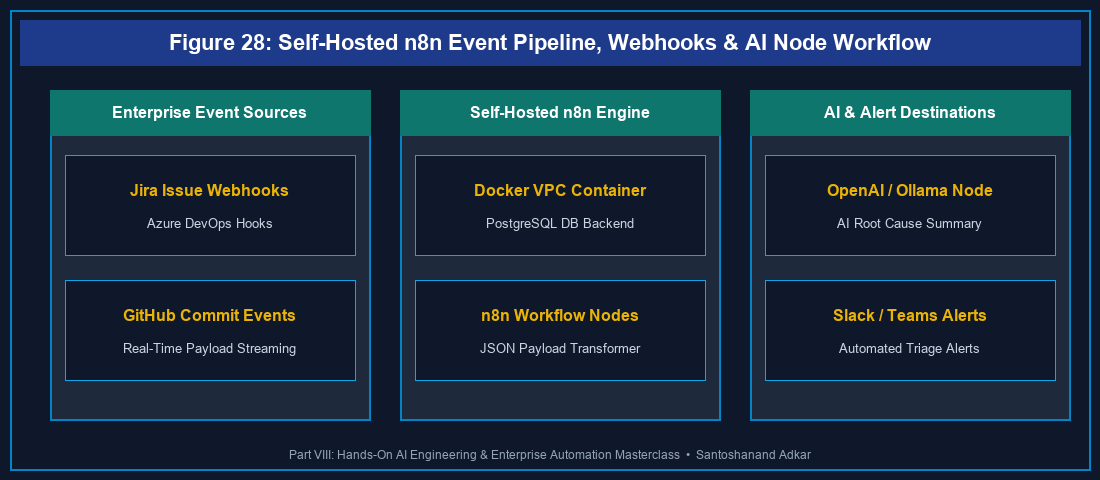 Figure 28: Self-Hosted n8n Event Pipeline, Webhooks & AI Node Workflow
Enterprise Event Sources
Jira Issue Webhooks
Azure DevOps Hooks
GitHub Commit Events
Real-Time Payload Streaming
Self-Hosted n8n Engine
Docker VPC Container
PostgreSQL DB Backend
n8n Workflow Nodes
JSON Payload Transformer
AI & Alert Destinations
OpenAI / Ollama Node
AI Root Cause Summary
Slack / Teams Alerts
Automated Triage Alerts
Part VIII: Hands-On AI Engineering & Enterprise Automation Masterclass • Santoshanand Adkar